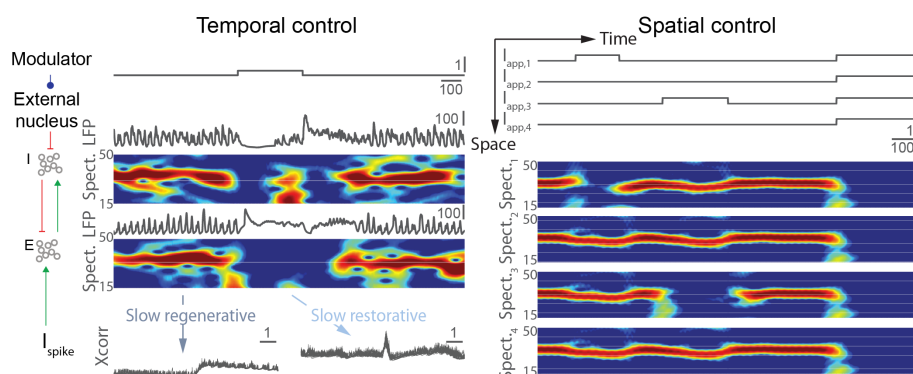 Temporal control
Spatial control
Modulator
External
nucleus
I
E
I spike
1
100
LFP
100
Spect.
50
15
LFP
100
Spect.
50
15
Slow regenerative
Slow restorative
Xcorr
1
1
Time
Space
I app,1
I app,2
I app,3
I app,4
1
100
Spect.1
50
15
Spect.2
50
15
Spect.3
50
15
Spect.4
50
15